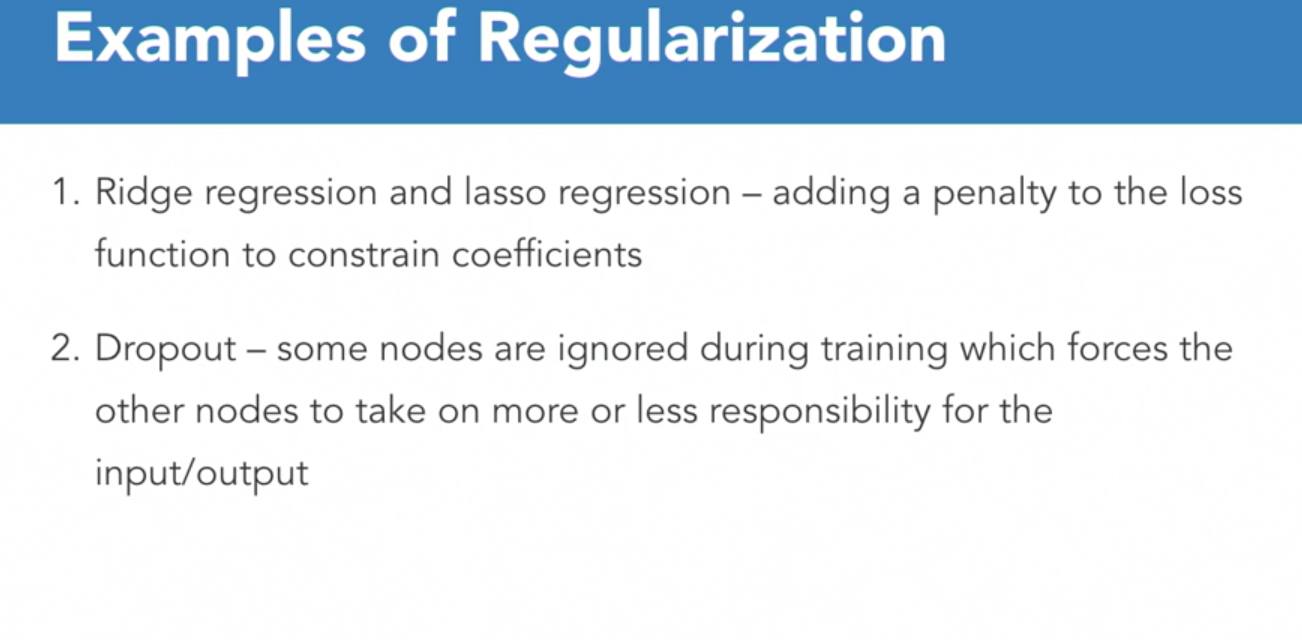 Examples of Regularization
1. Ridge regression and lasso regression – adding a penalty to the loss
function to constrain coefficients
2. Dropout – some nodes are ignored during training which forces the
other nodes to take on more or less responsibility for the
input/output